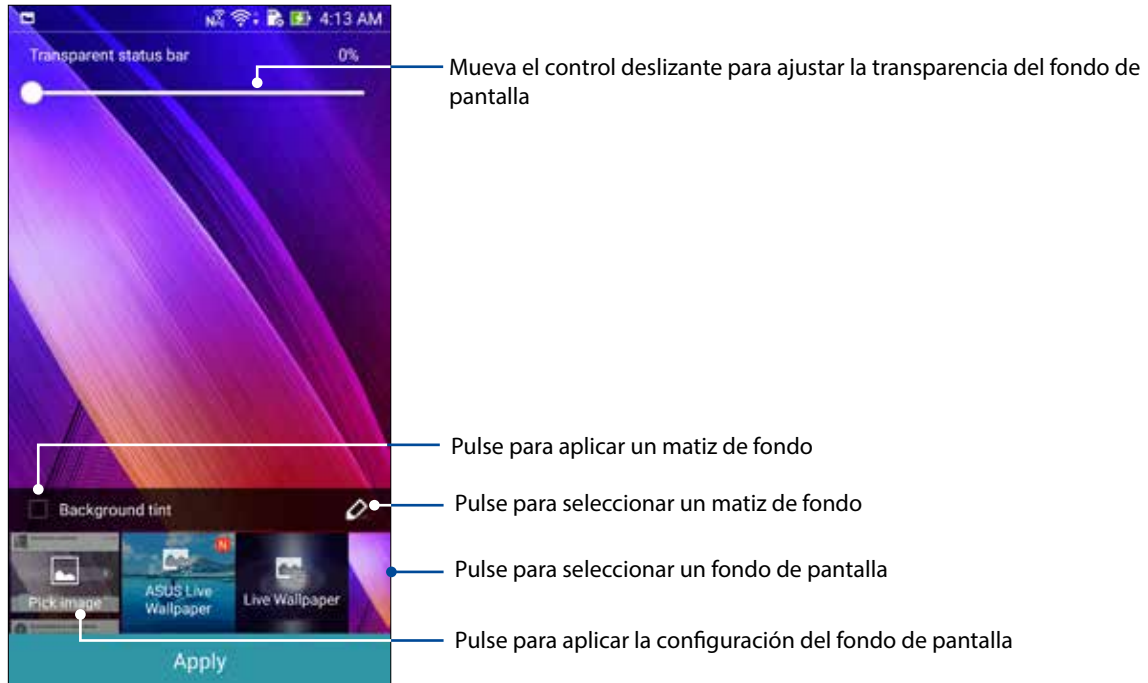 4:13 AM
Transparent status bar 0%
Mueva el control deslizante para ajustar la transparencia del fondo de
pantalla
Pulse para aplicar un matiz de fondo
Background tint
Pulse para seleccionar un matiz de fondo
Pick image
ASUS Live
Wallpaper
N
Live Wallpaper
Pulse para seleccionar un fondo de pantalla
Pulse para aplicar la configuración del fondo de pantalla
Apply